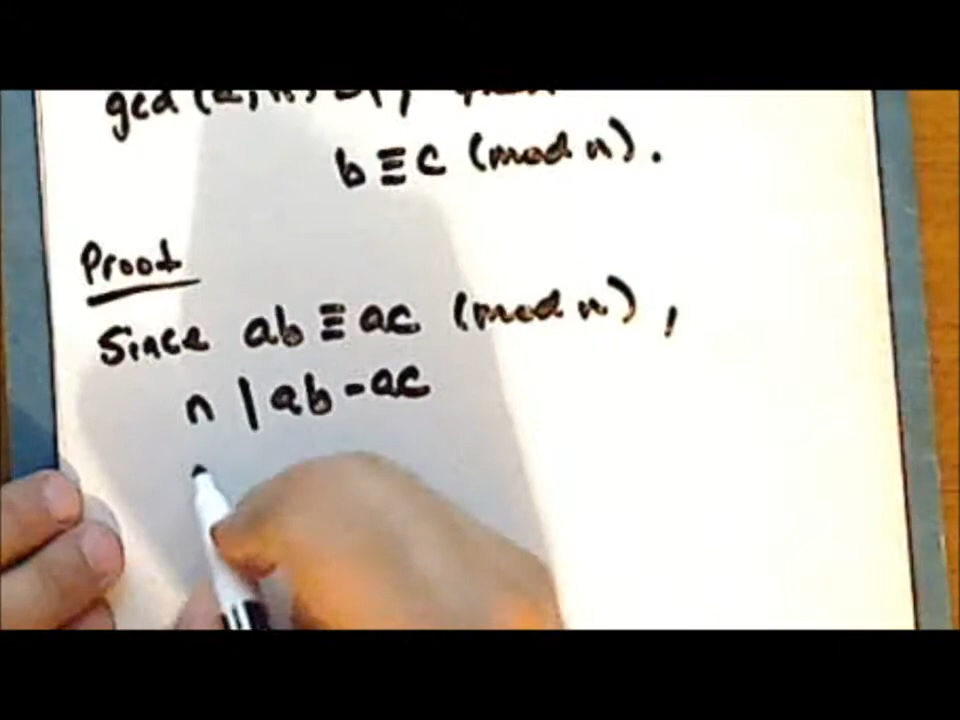 b ≡ c (mod n).
Proof
Since ab ≡ ac (mod n),
n | ab - ac